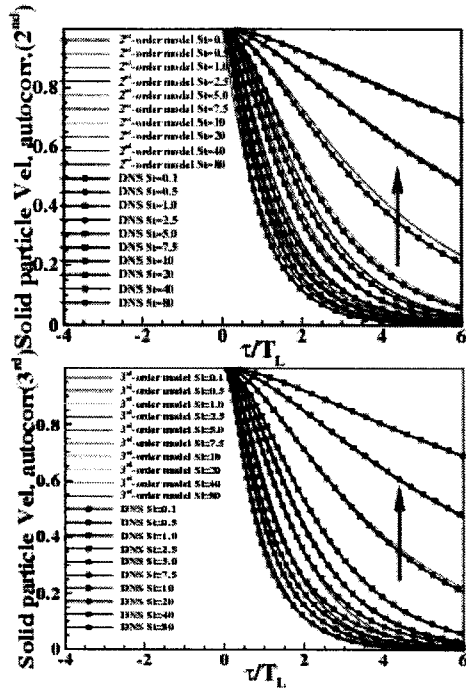 Solid particle Vel. autocorr.(2nd)
1
0.8
0.6
0.4
0.2
0
2nd-order model St=0.1
2nd-order model St=0.5
2nd-order model St=1.0
2nd-order model St=2.5
2nd-order model St=5.0
2nd-order model St=7.5
2nd-order model St=10
2nd-order model St=20
2nd-order model St=40
2nd-order model St=80
DNS St=0.1
DNS St=0.5
DNS St=1.0
DNS St=2.5
DNS St=5.0
DNS St=7.5
DNS St=10
DNS St=20
DNS St=40
DNS St=80
-4 -2 0 2 4 6
τ/TL
Solid particle Vel. autocorr(3rd)
1
0.8
0.6
0.4
0.2
0
3rd-order model St=0.1
3rd-order model St=0.5
3rd-order model St=1.0
3rd-order model St=2.5
3rd-order model St=5.0
3rd-order model St=7.5
3rd-order model St=10
3rd-order model St=20
3rd-order model St=40
3rd-order model St=80
DNS St=0.1
DNS St=0.5
DNS St=1.0
DNS St=2.5
DNS St=5.0
DNS St=7.5
DNS St=10
DNS St=20
DNS St=40
DNS St=80
-4 -2 0 2 4 6
τ/TL